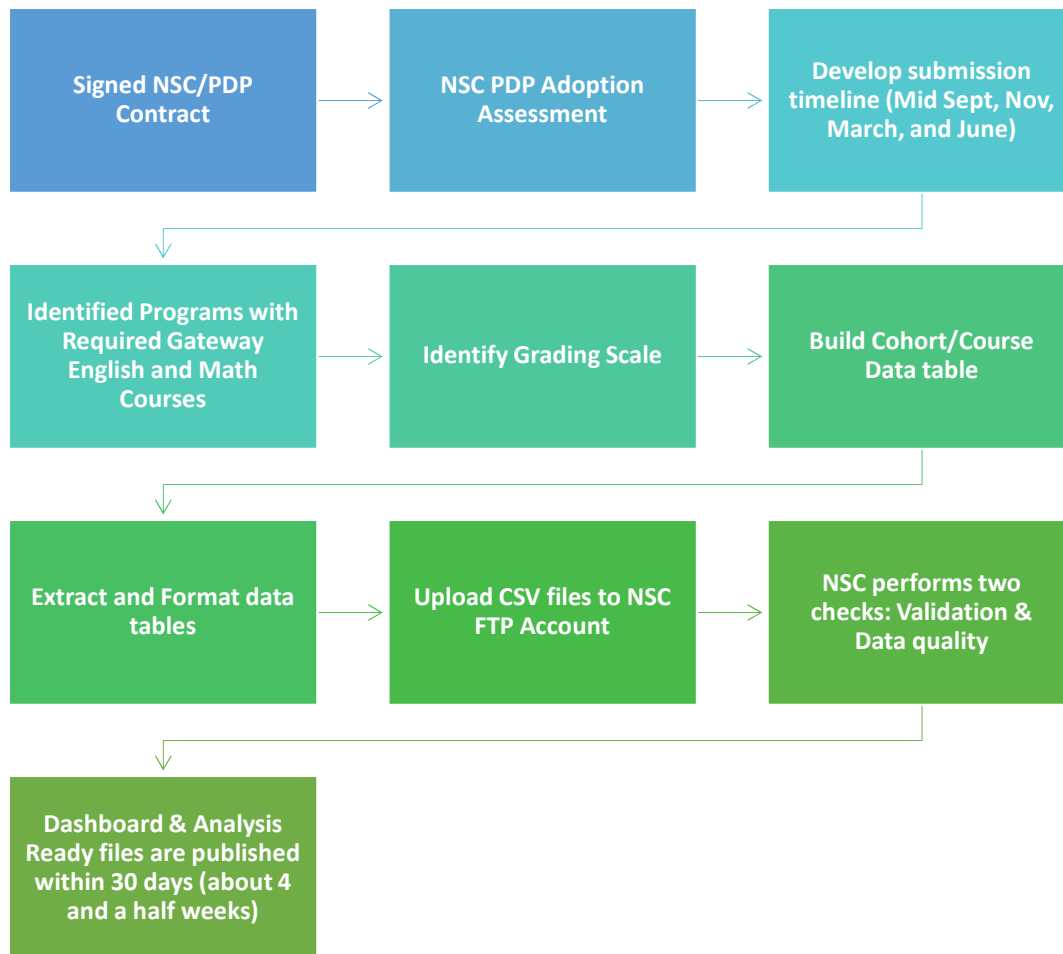 Signed NSC/PDP
Contract
NSC PDP Adoption
Assessment
Develop submission
timeline (Mid Sept, Nov,
March, and June)
Identified Programs with
Required Gateway
English and Math
Courses
Identify Grading Scale
Build Cohort/Course
Data table
Extract and Format data
tables
Upload CSV files to NSC
FTP Account
NSC performs two
checks: Validation &
Data quality
Dashboard & Analysis
Ready files are published
within 30 days (about 4
and a half weeks)